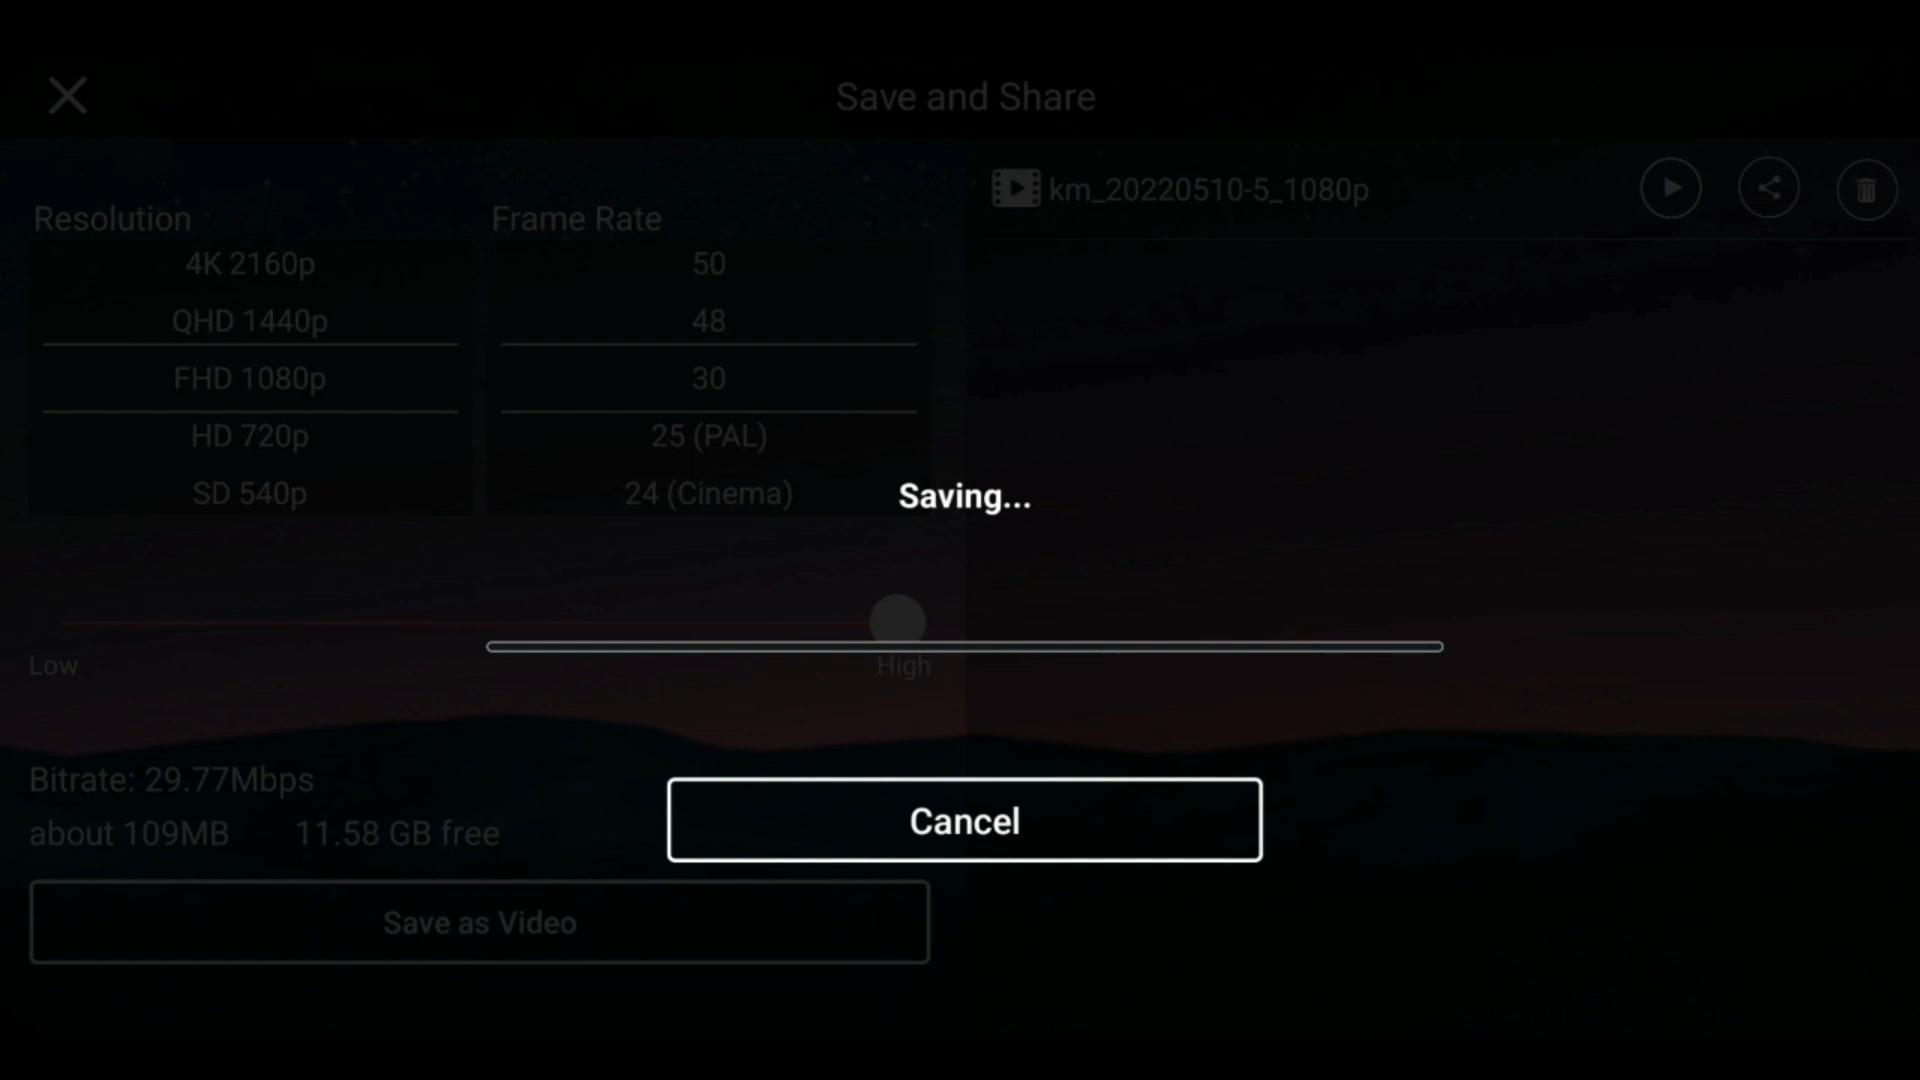 Save and Share
km_20220510-5_1080p
Resolution
Frame Rate
4K 2160p
50
QHD 1440p
48
FHD 1080p
30
HD 720p
25 (PAL)
SD 540p
24 (Cinema)
Saving...
Low
High
Bitrate: 29.77Mbps
about 109MB 11.58 GB free
Cancel
Save as Video